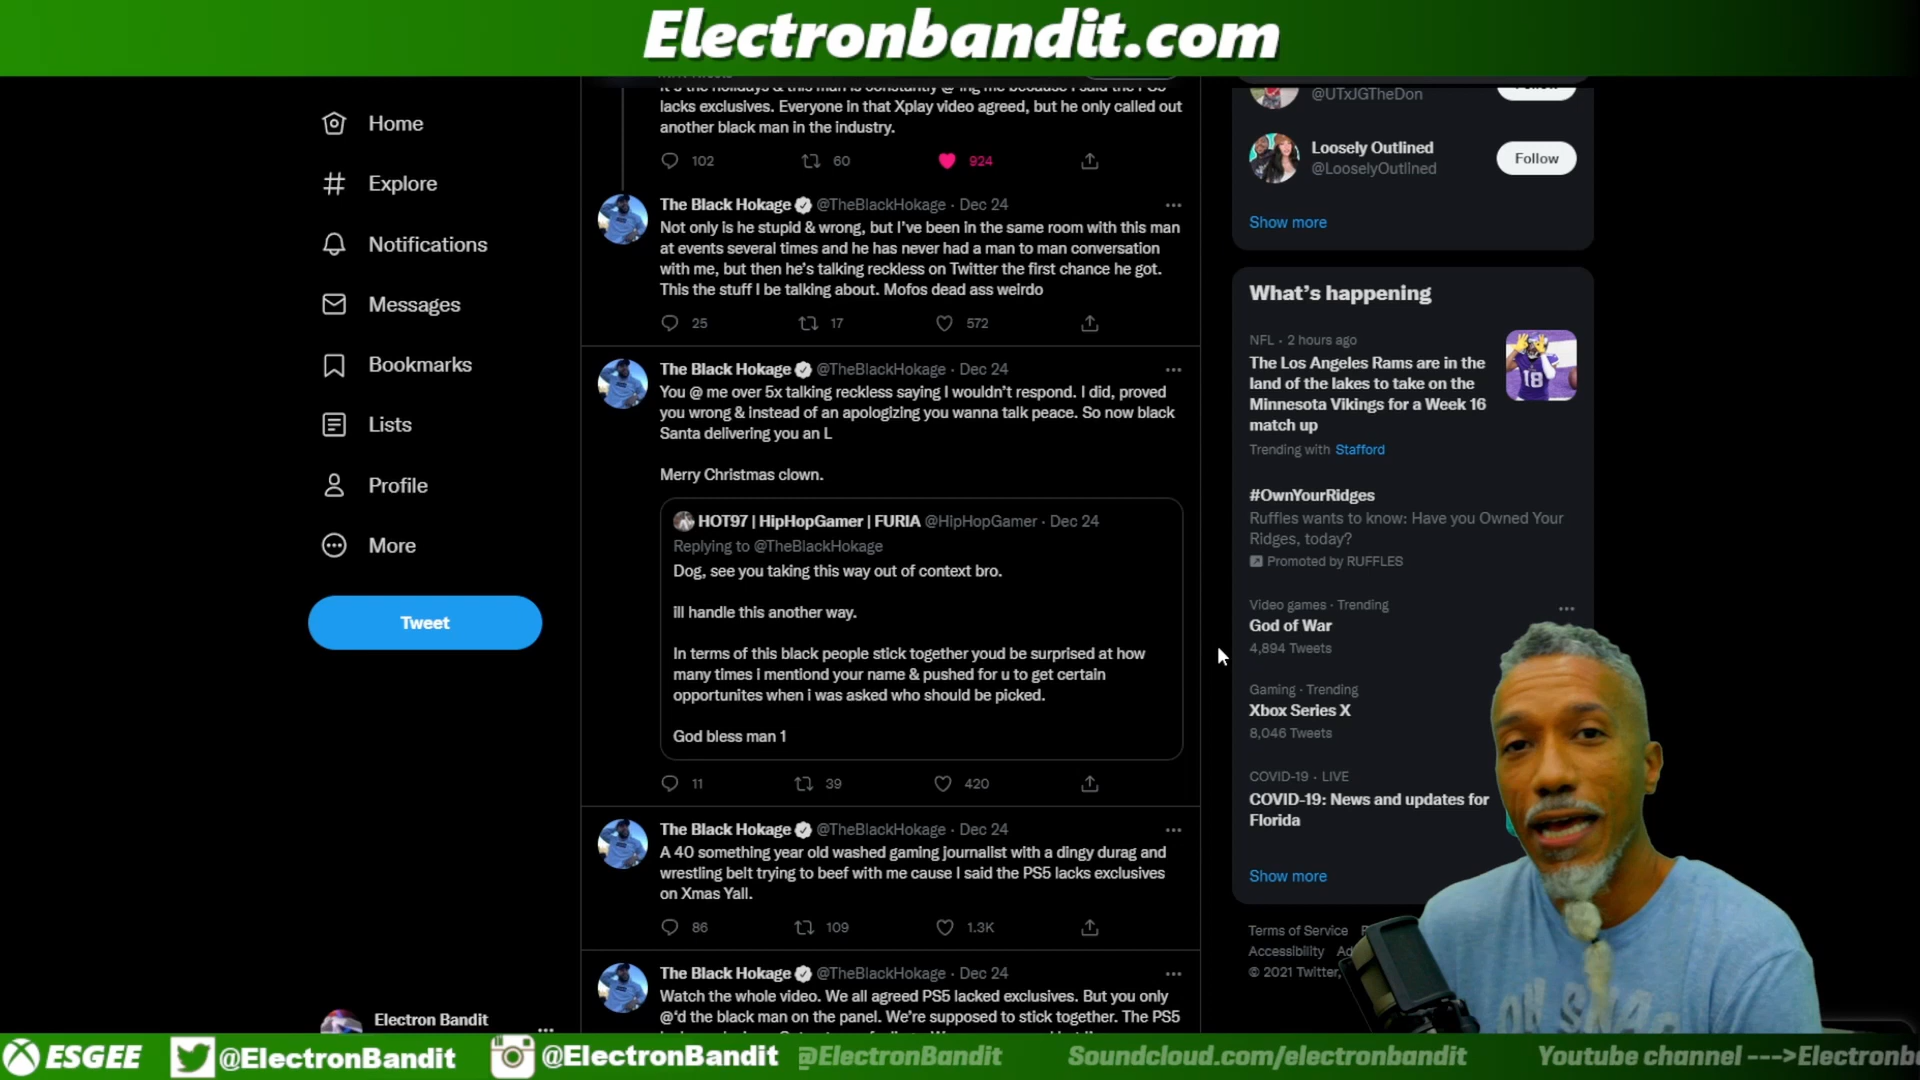 Electronbandit.com
Home
Explore
Notifications
Messages
Bookmarks
Lists
Profile
More
Tweet
Electron Bandit
lacks exclusives. Everyone in that Xplay video agreed, but he only called out
another black man in the industry.
102 60 924
The Black Hokage @TheBlackHokage · Dec 24
Not only is he stupid & wrong, but I've been in the same room with this man
at events several times and he has never had a man to man conversation
with me, but then he's talking reckless on Twitter the first chance he got.
This the stuff I be talking about. Mofos dead ass weirdo
25 17 572
The Black Hokage @TheBlackHokage · Dec 24
You @ me over 5x talking reckless saying I wouldn't respond. I did, proved
you wrong & instead of an apologizing you wanna talk peace. So now black
Santa delivering you an L
Merry Christmas clown.
HOT97 | HipHopGamer | FURIA @HipHopGamer · Dec 24
Replying to @TheBlackHokage
Dog, see you taking this way out of context bro.
ill handle this another way.
In terms of this black people stick together youd be surprised at how
many times i mentiond your name & pushed for u to get certain
opportunites when i was asked who should be picked.
God bless man 1
11 39 420
The Black Hokage @TheBlackHokage · Dec 24
A 40 something year old washed gaming journalist with a dingy durag and
wrestling belt trying to beef with me cause I said the PS5 lacks exclusives
on Xmas Yall.
86 109 1.3K
The Black Hokage @TheBlackHokage · Dec 24
Watch the whole video. We all agreed PS5 lacked exclusives. But you only
@'d the black man on the panel. We're supposed to stick together. The PS5
@UTxJGTheDon
Loosely Outlined
@LooselyOutlined
Follow
Show more
What's happening
NFL · 2 hours ago
The Los Angeles Rams are in the
land of the lakes to take on the
Minnesota Vikings for a Week 16
match up
Trending with Stafford
18
#OwnYourRidges
Ruffles wants to know: Have you Owned Your
Ridges, today?
Promoted by RUFFLES
Video games · Trending
God of War
4,894 Tweets
Gaming · Trending
Xbox Series X
8,046 Tweets
COVID-19 · LIVE
COVID-19: News and updates for
Florida
Show more
Terms of Service
Accessibility
© 2021 Twitter,
ESGEE @ElectronBandit @ElectronBandit @ElectronBandit Soundcloud.com/electronbandit Youtube channel --->Electronb